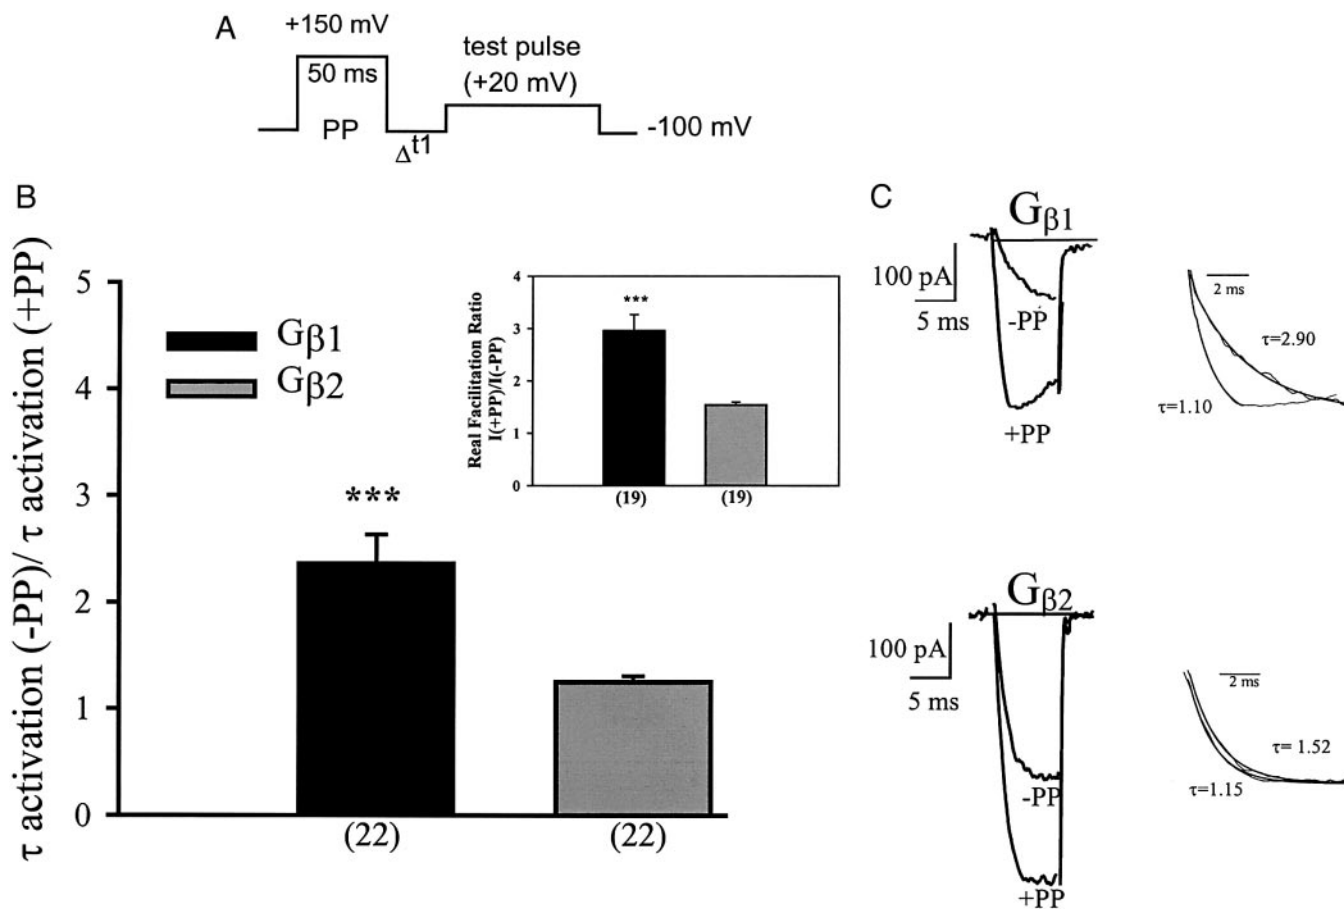 A
+150 mV
50 ms
PP
Δt1
test pulse
(+20 mV)
-100 mV
B
τ activation (-PP)/ τ activation (+PP)
5
4
3
2
1
0
Gβ1
Gβ2
***
(22)
(22)
Real Facilitation Ratio
I(+PP)/I(-PP)
4
3
2
1
0
***
(19)
(19)
C
Gβ1
100 pA
5 ms
-PP
+PP
2 ms
τ=2.90
τ=1.10
Gβ2
100 pA
5 ms
-PP
+PP
2 ms
τ= 1.52
τ=1.15